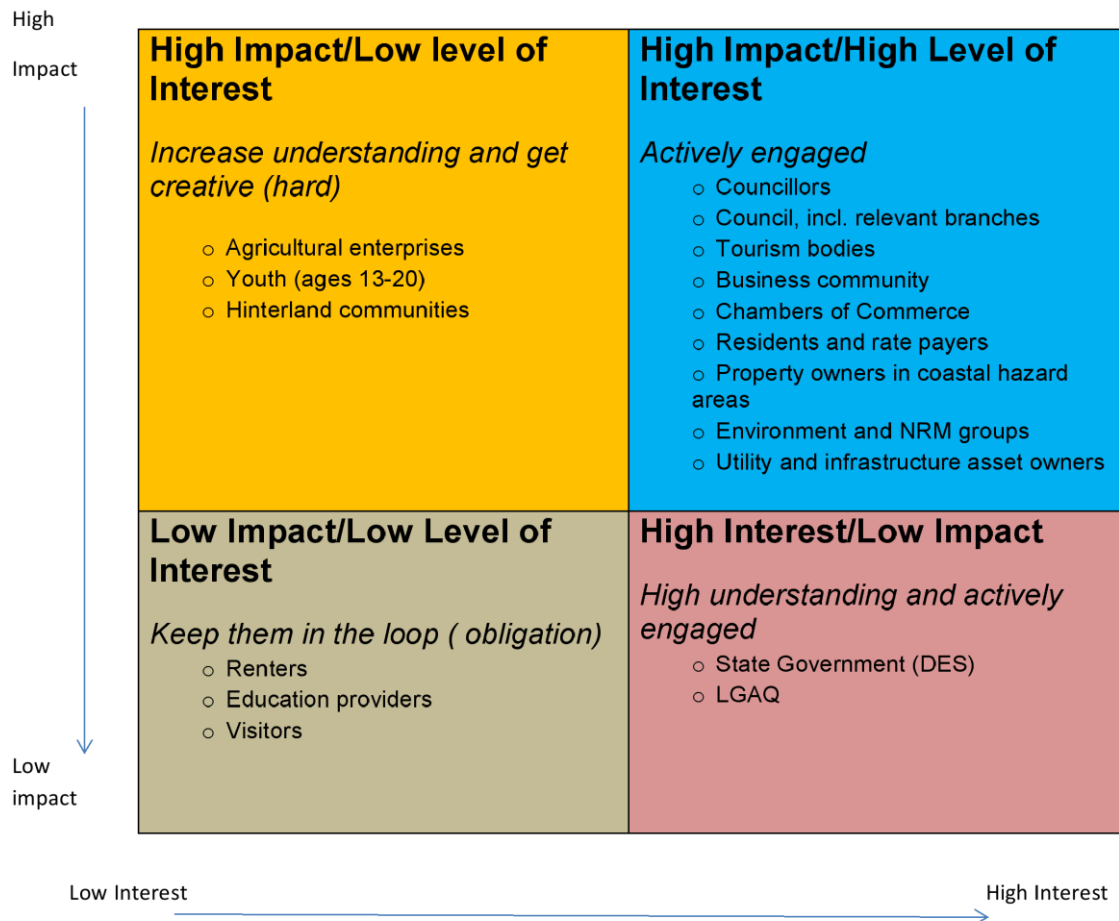 High
Impact
High Impact/Low level of
Interest
Increase understanding and get
creative (hard)
o Agricultural enterprises
o Youth (ages 13-20)
o Hinterland communities
High Impact/High Level of
Interest
Actively engaged
o Councillors
o Council, incl. relevant branches
o Tourism bodies
o Business community
o Chambers of Commerce
o Residents and rate payers
o Property owners in coastal hazard
areas
o Environment and NRM groups
o Utility and infrastructure asset owners
Low Impact/Low Level of
Interest
Keep them in the loop ( obligation)
o Renters
o Education providers
o Visitors
High Interest/Low Impact
High understanding and actively
engaged
o State Government (DES)
o LGAQ
Low
impact
Low Interest
High Interest